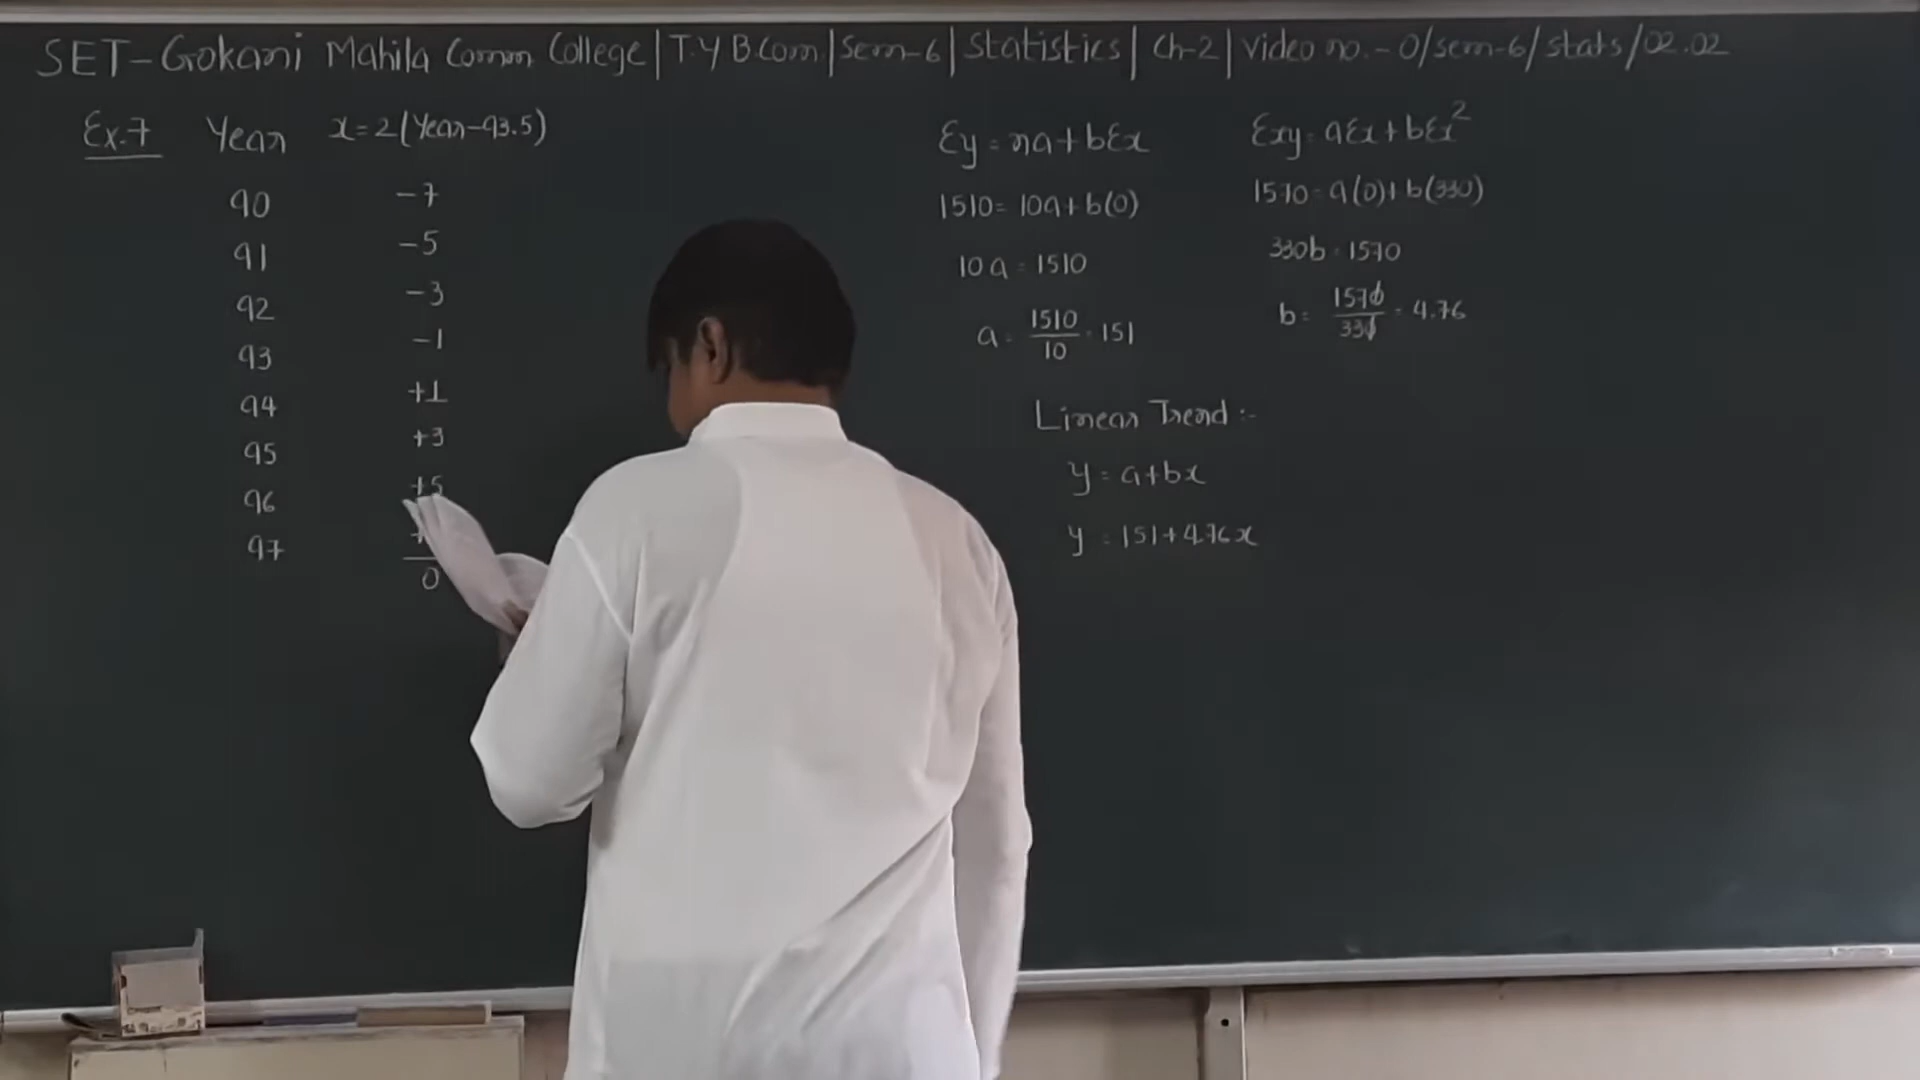 SET-Gokani Mahila Comm College | T.Y B.Com. | Sem-6 | Statistics | Ch-2 | Video no. - 0/sem-6/stats/02.02
Ex.7 Year x=2(Year-93.5)
90 -7
91 -5
92 -3
93 -1
94 +1
95 +3
96 +5
97
0
Σy = na+bΣx
1510 = 10a+b(0)
10a = 1510
a = 1510/10 = 151
Σxy = aΣx+bΣx²
1570 = a(0)+b(330)
330b = 1570
b = 1570/330 = 4.76
Linear Trend :-
y = a+bx
y = 151+4.76x